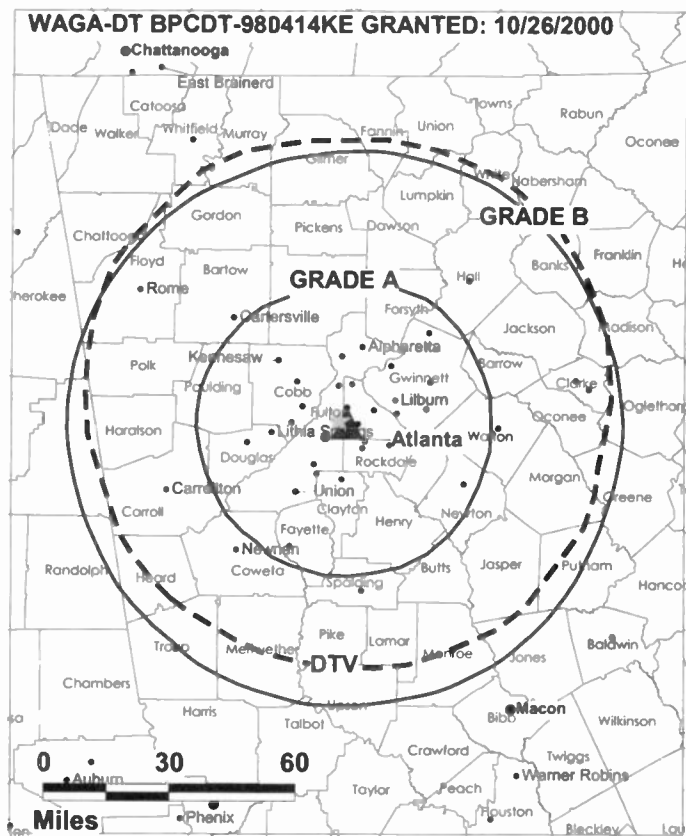 WAGA-DT BPCDT-980414KE GRANTED: 10/26/2000
Chattanooga
East Brainerd
Catoosa
Towns
Rabun
Dade
Walker
Whitfield
Murray
Fannin
Union
Oconee
Gilmer
White
Habersham
Lumpkin
Gordon
GRADE B
Chattoog
Pickens
Dawson
Floyd
Bartow
Hall
Banks
Franklin
GRADE A
herokee
Rome
Forsyth
Cartersville
Jackson
Madison
Kennesaw
Alpharetta
Polk
Barrow
Paulding
Cobb
Gwinnett
Clarke
Lilburn
Fulto
Oconee
Oglethorp
Haralson
Lithia Springs
Atlanta
Walton
Douglas
Rockdale
Morgan
Carrollton
Union
Greene
Carroll
Clayton
Henry
Newton
Fayette
Newnan
Coweta
Butts
Jasper
Putnam
Randolph
Heard
Spalding
Hancoc
Pike
Lamar
Troup
Meriwether
Monroe
Jones
Baldwin
DTV
Chambers
Harris
Upson
Talbot
Macon
Bibb
Wilkinson
Crawford
Twiggs
0 30 60
Auburn
Warner Robins
Taylor
Peach
Miles
Phenix
Houston
Bleckley